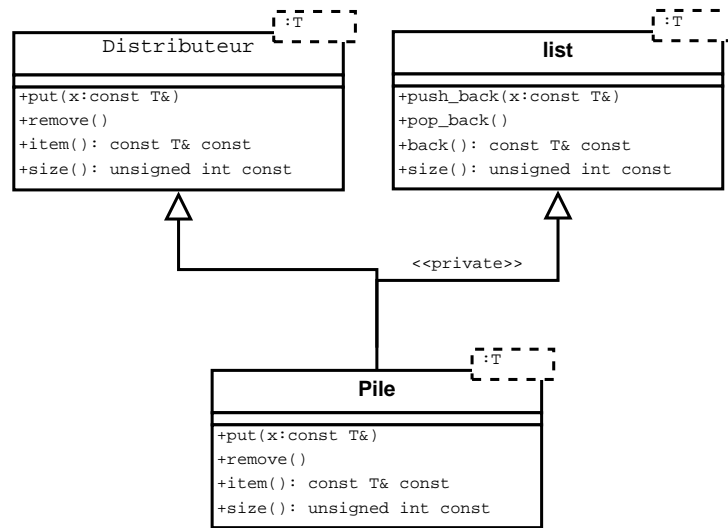 :T
Distributeur
+put(x:const T&)
+remove()
+item(): const T& const
+size(): unsigned int const
:T
list
+push_back(x:const T&)
+pop_back()
+back(): const T& const
+size(): unsigned int const
<<private>>
:T
Pile
+put(x:const T&)
+remove()
+item(): const T& const
+size(): unsigned int const